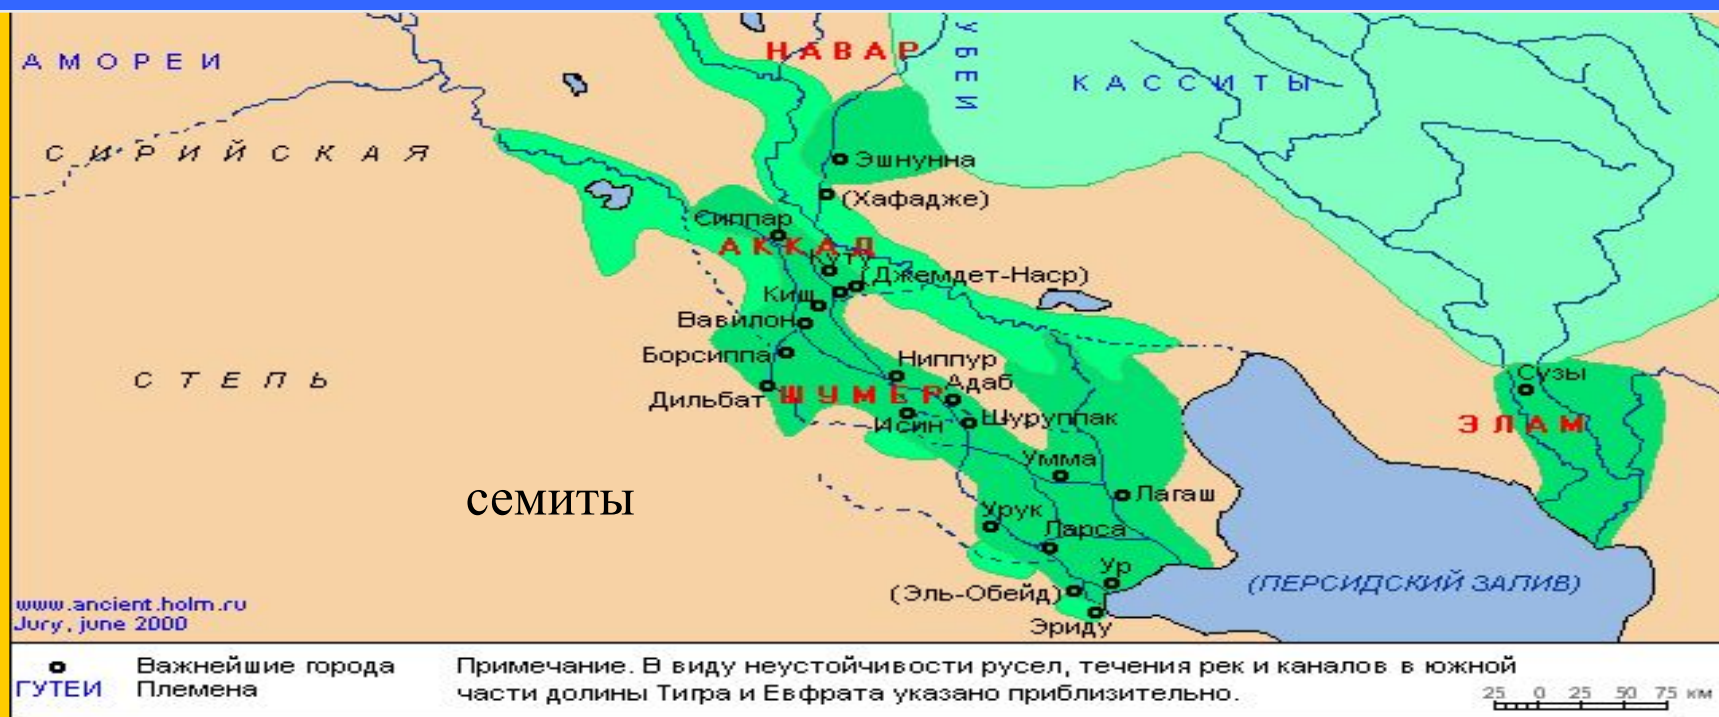 НАВАР
АМОРЕИ
УБЕИ
КАССИТЫ
СИРИЙСКАЯ
Эшнунна
(Хафадже)
Сиппар
АККАД
Куту
(Джемдет-Наср)
Киш
Вавилон
Борсиппа
Ниппур
Сузы
СТЕПЬ
Адаб
Дильбат
ШУМЕР
Исин
Шуруппак
ЭЛАМ
Умма
семиты
Лагаш
Урук
Ларса
Ур
(ПЕРСИДСКИЙ ЗАЛИВ)
(Эль-Обейд)
www.ancient.holm.ru
Jury, june 2000
Эриду
Важнейшие города
ГУТЕИ Племена
Примечание. В виду неустойчивости русел, течения рек и каналов в южной
части долины Тигра и Евфрата указано приблизительно.
25 0 25 50 75 км